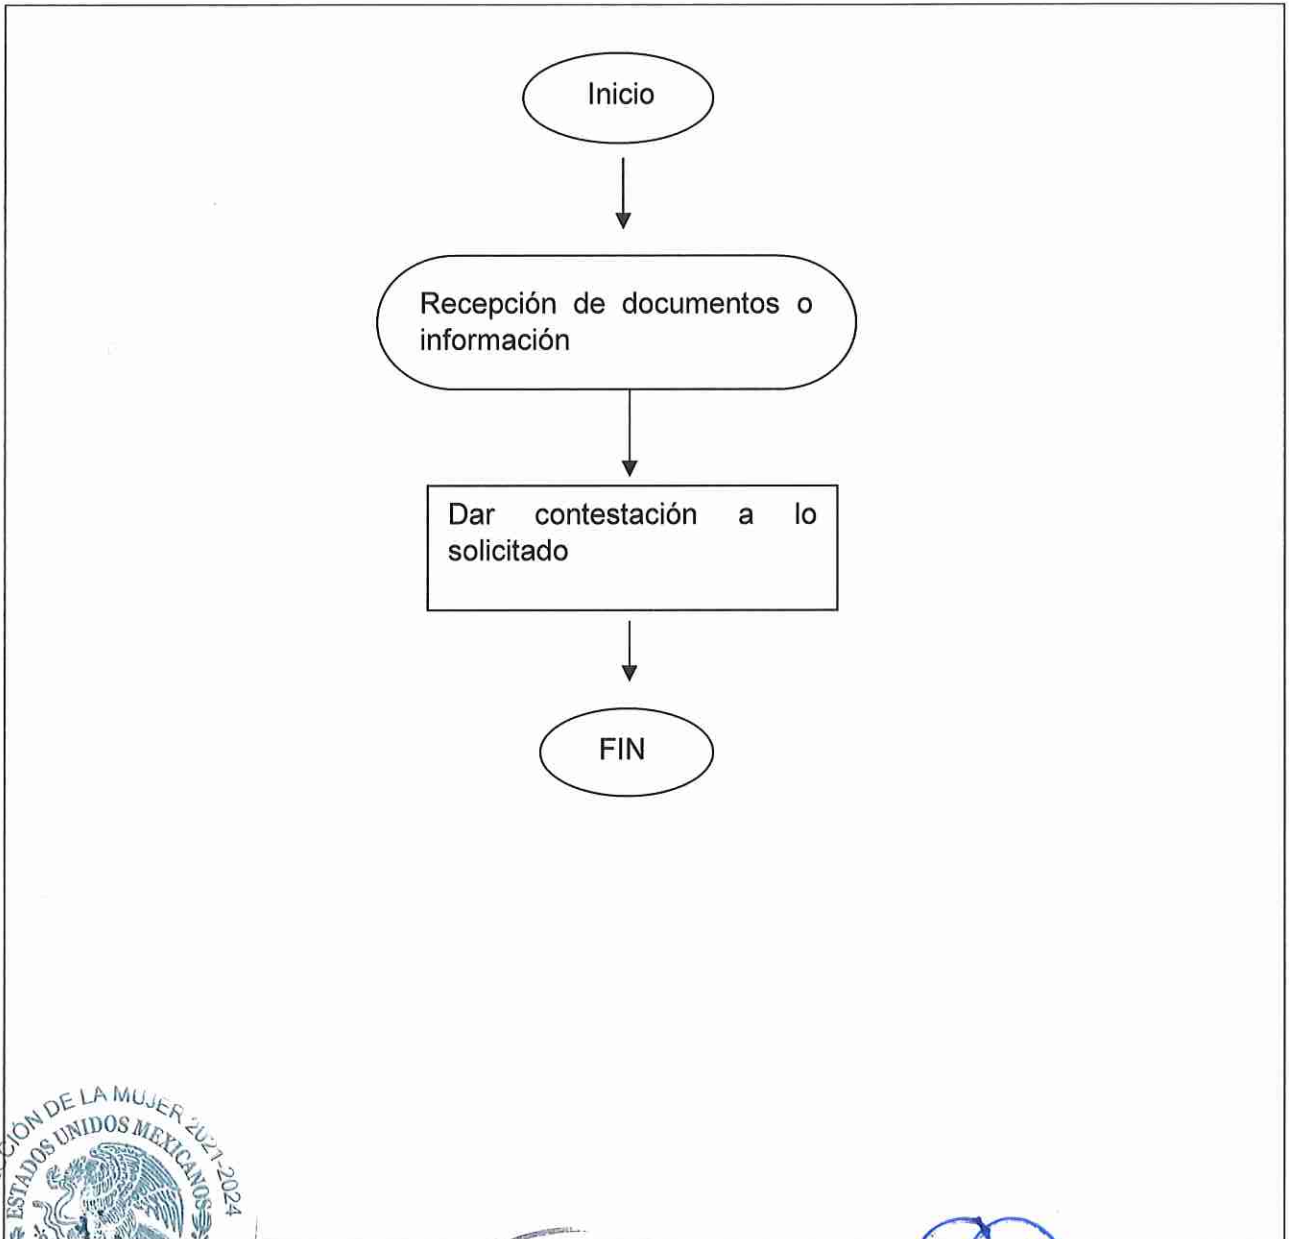 Inicio
Recepción de documentos o
información
Dar contestación a lo
solicitado
FIN
DE LA MUJER 2021-2024
ESTADOS UNIDOS MEXICANOS